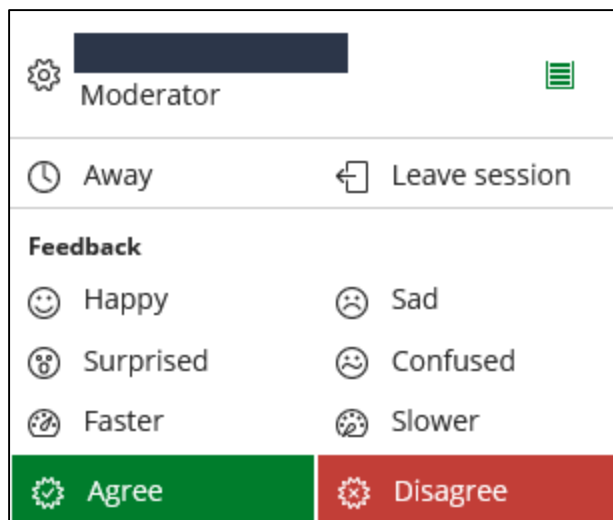 Moderator
Away Leave session
Feedback
Happy Sad
Surprised Confused
Faster Slower
Agree Disagree